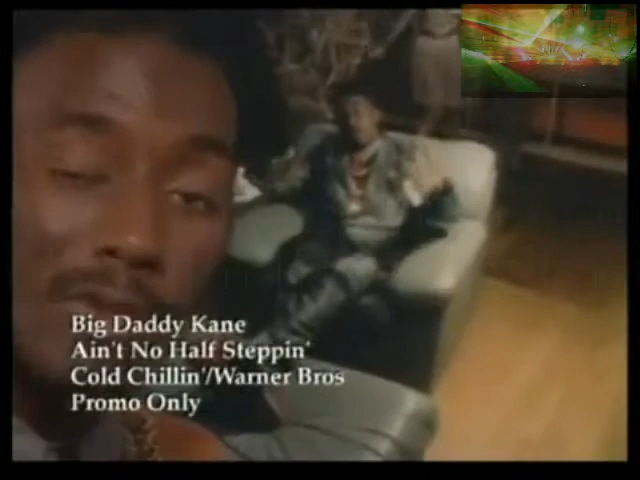 Big Daddy Kane
Ain't No Half Steppin'
Cold Chillin'/Warner Bros
Promo Only